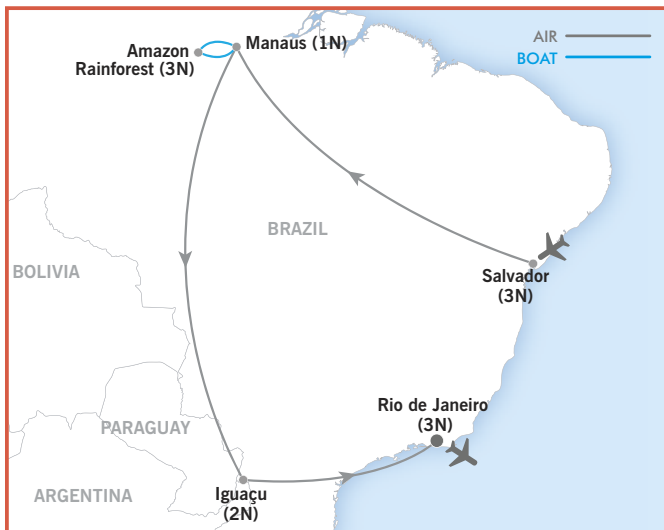 AIR
BOAT
Amazon
Rainforest (3N)
Manaus (1N)
BRAZIL
BOLIVIA
Salvador
(3N)
Rio de Janeiro
(3N)
PARAGUAY
ARGENTINA
Iguaçu
(2N)